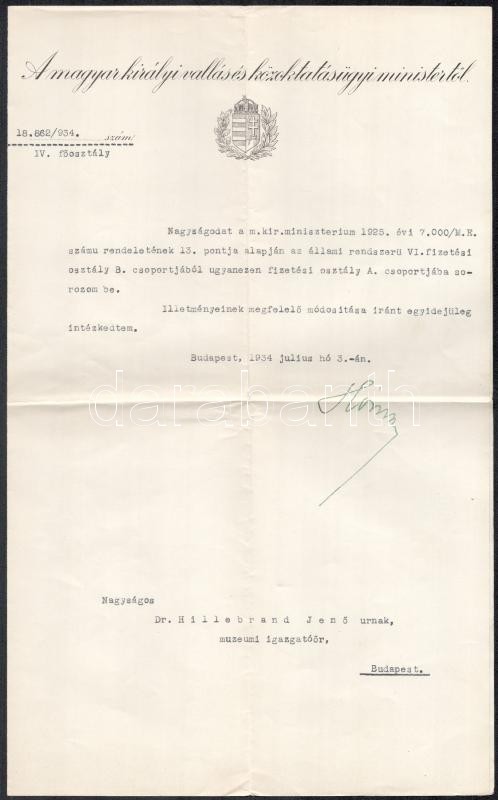 A magyar királyi vallás és közoktatásügyi ministertől.
18.862/934. szám
IV. főosztály
Nagyságodat a m.kir.miniszterium 1925. évi 7.000/M.E.
számu rendeletének 13. pontja alapján az állami rendszerü VI.fizetési
osztály B. csoportjából ugyanezen fizetési osztály A. csoportjába so-
rozom be.
Illetményeinek megfelelő módositása iránt egyidejüleg
intézkedtem.
Budapest, 1934 julius hó 3.-án.
darabanth
Nagyságos
Dr. Hillebrand Jenő urnak,
muzeumi igazgatóőr,
Budapest.